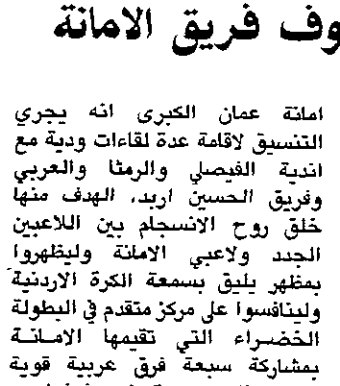 وف فريق الامانة
امانة عمان الكبرى انه يجري
التنسيق لاقامة عدة لقاءات ودية مع
اندية الفيصلي والرمثا والعربي
وفريق الحسين اربد، الهدف منها
خلق روح الانسجام بين اللاعبين
الجدد ولاعبي الامانة وليظهروا
بمظهر يليق بسمعة الكرة الاردنية
ولينافسوا على مركز متقدم في البطولة
الخضراء التي تقيمها الامانة
بمشاركة سبعة فرق عربية قوية